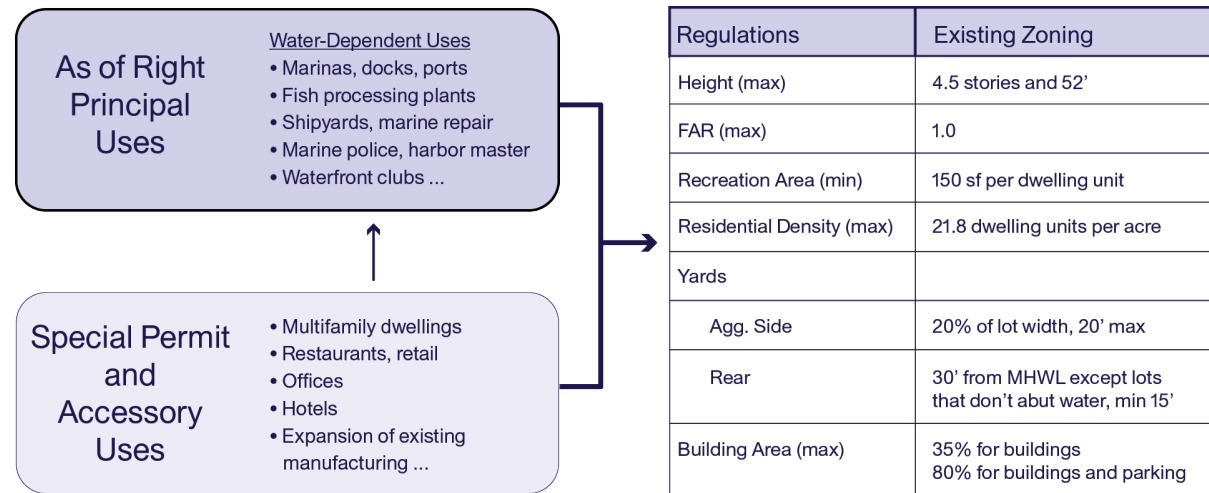 As of Right
Principal
Uses
Water-Dependent Uses
• Marinas, docks, ports
• Fish processing plants
• Shipyards, marine repair
• Marine police, harbor master
• Waterfront clubs ...
Special Permit
and
Accessory
Uses
• Multifamily dwellings
• Restaurants, retail
• Offices
• Hotels
• Expansion of existing
manufacturing ...
Regulations Existing Zoning
Height (max) 4.5 stories and 52’
FAR (max) 1.0
Recreation Area (min) 150 sf per dwelling unit
Residential Density (max) 21.8 dwelling units per acre
Yards
Agg. Side 20% of lot width, 20’ max
Rear 30’ from MHWL except lots
that don’t abut water, min 15’
Building Area (max) 35% for buildings
80% for buildings and parking